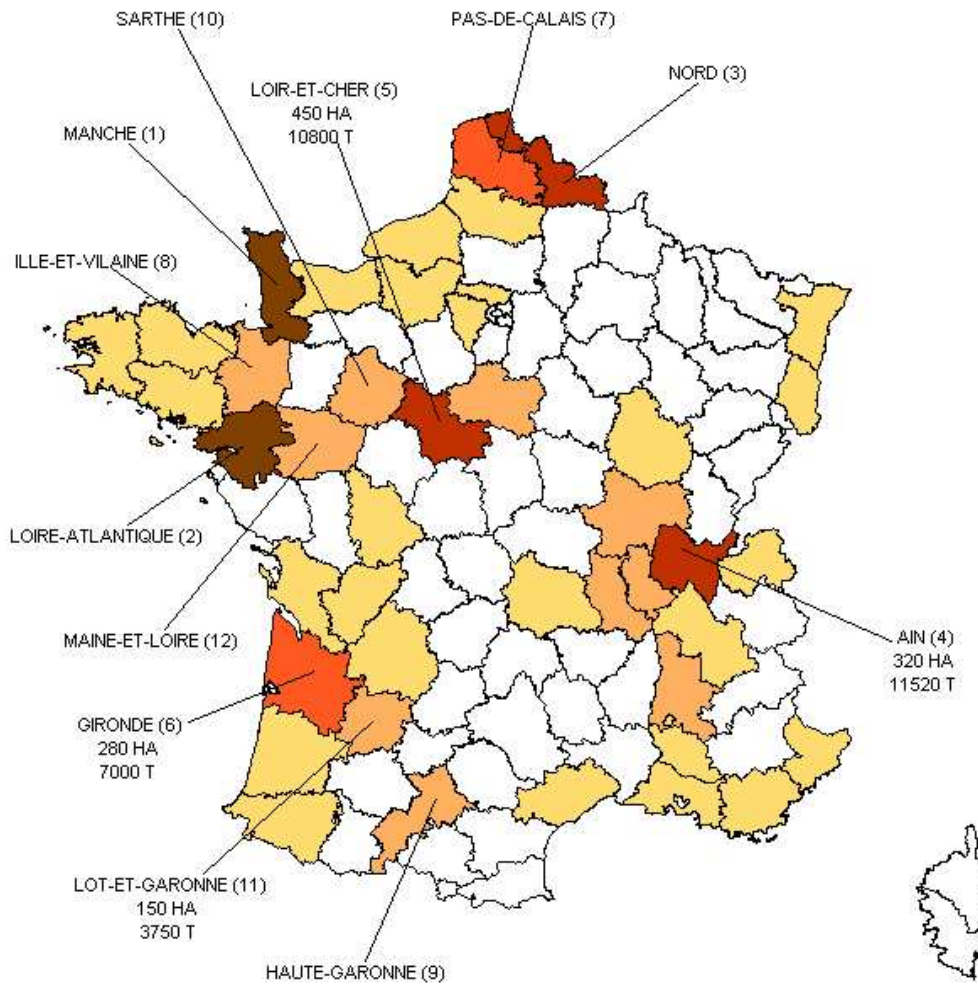 SARTHE (10)
PAS-DE-CALAIS (7)
NORD (3)
LOIR-ET-CHER (5)
450 HA
10800 T
MANCHE (1)
ILLE-ET-VILAINE (8)
LOIRE-ATLANTIQUE (2)
MAINE-ET-LOIRE (12)
AIN (4)
320 HA
11520 T
GIRONDE (6)
280 HA
7000 T
LOT-ET-GARONNE (11)
150 HA
3750 T
HAUTE-GARONNE (9)